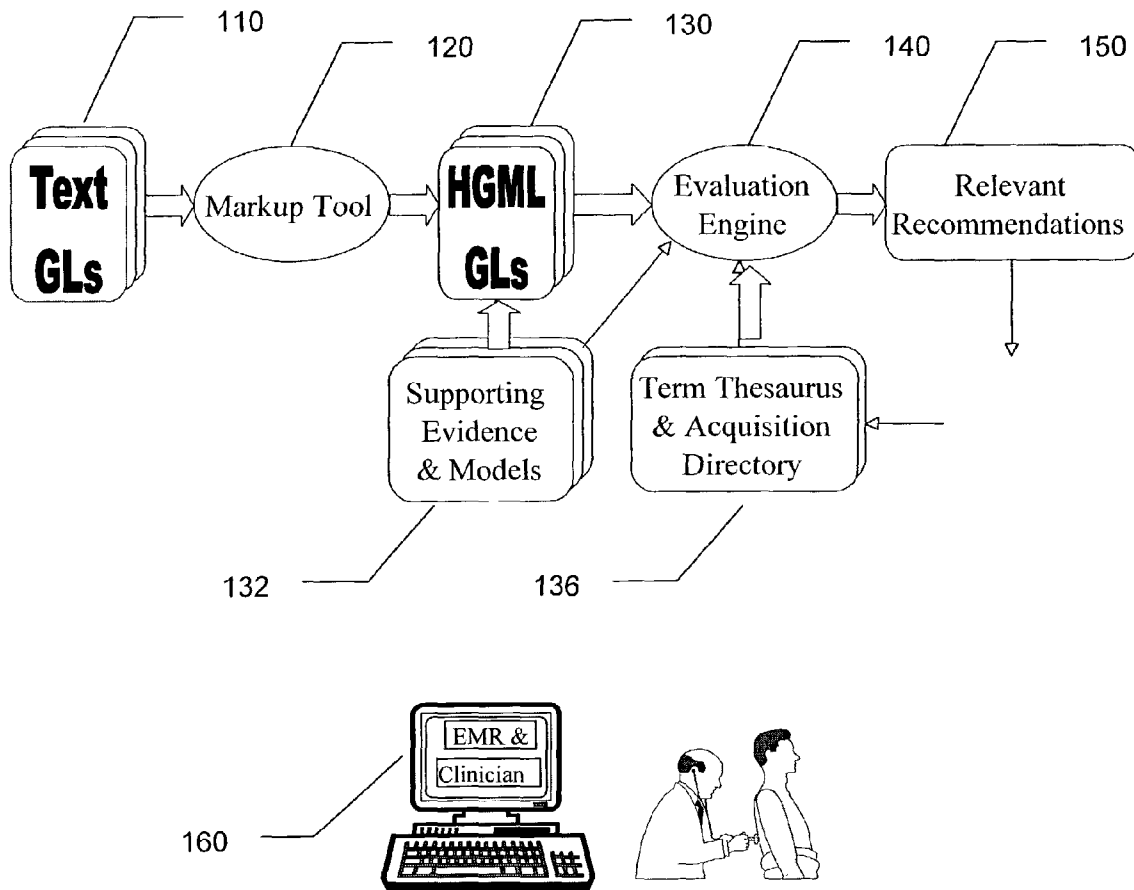 110
120
130
140
150
Text
GLs
Markup Tool
HGML
GLs
Evaluation
Engine
Relevant
Recommendations
Supporting
Evidence
& Models
Term Thesaurus
& Acquisition
Directory
132
136
EMR &
Clinician
160